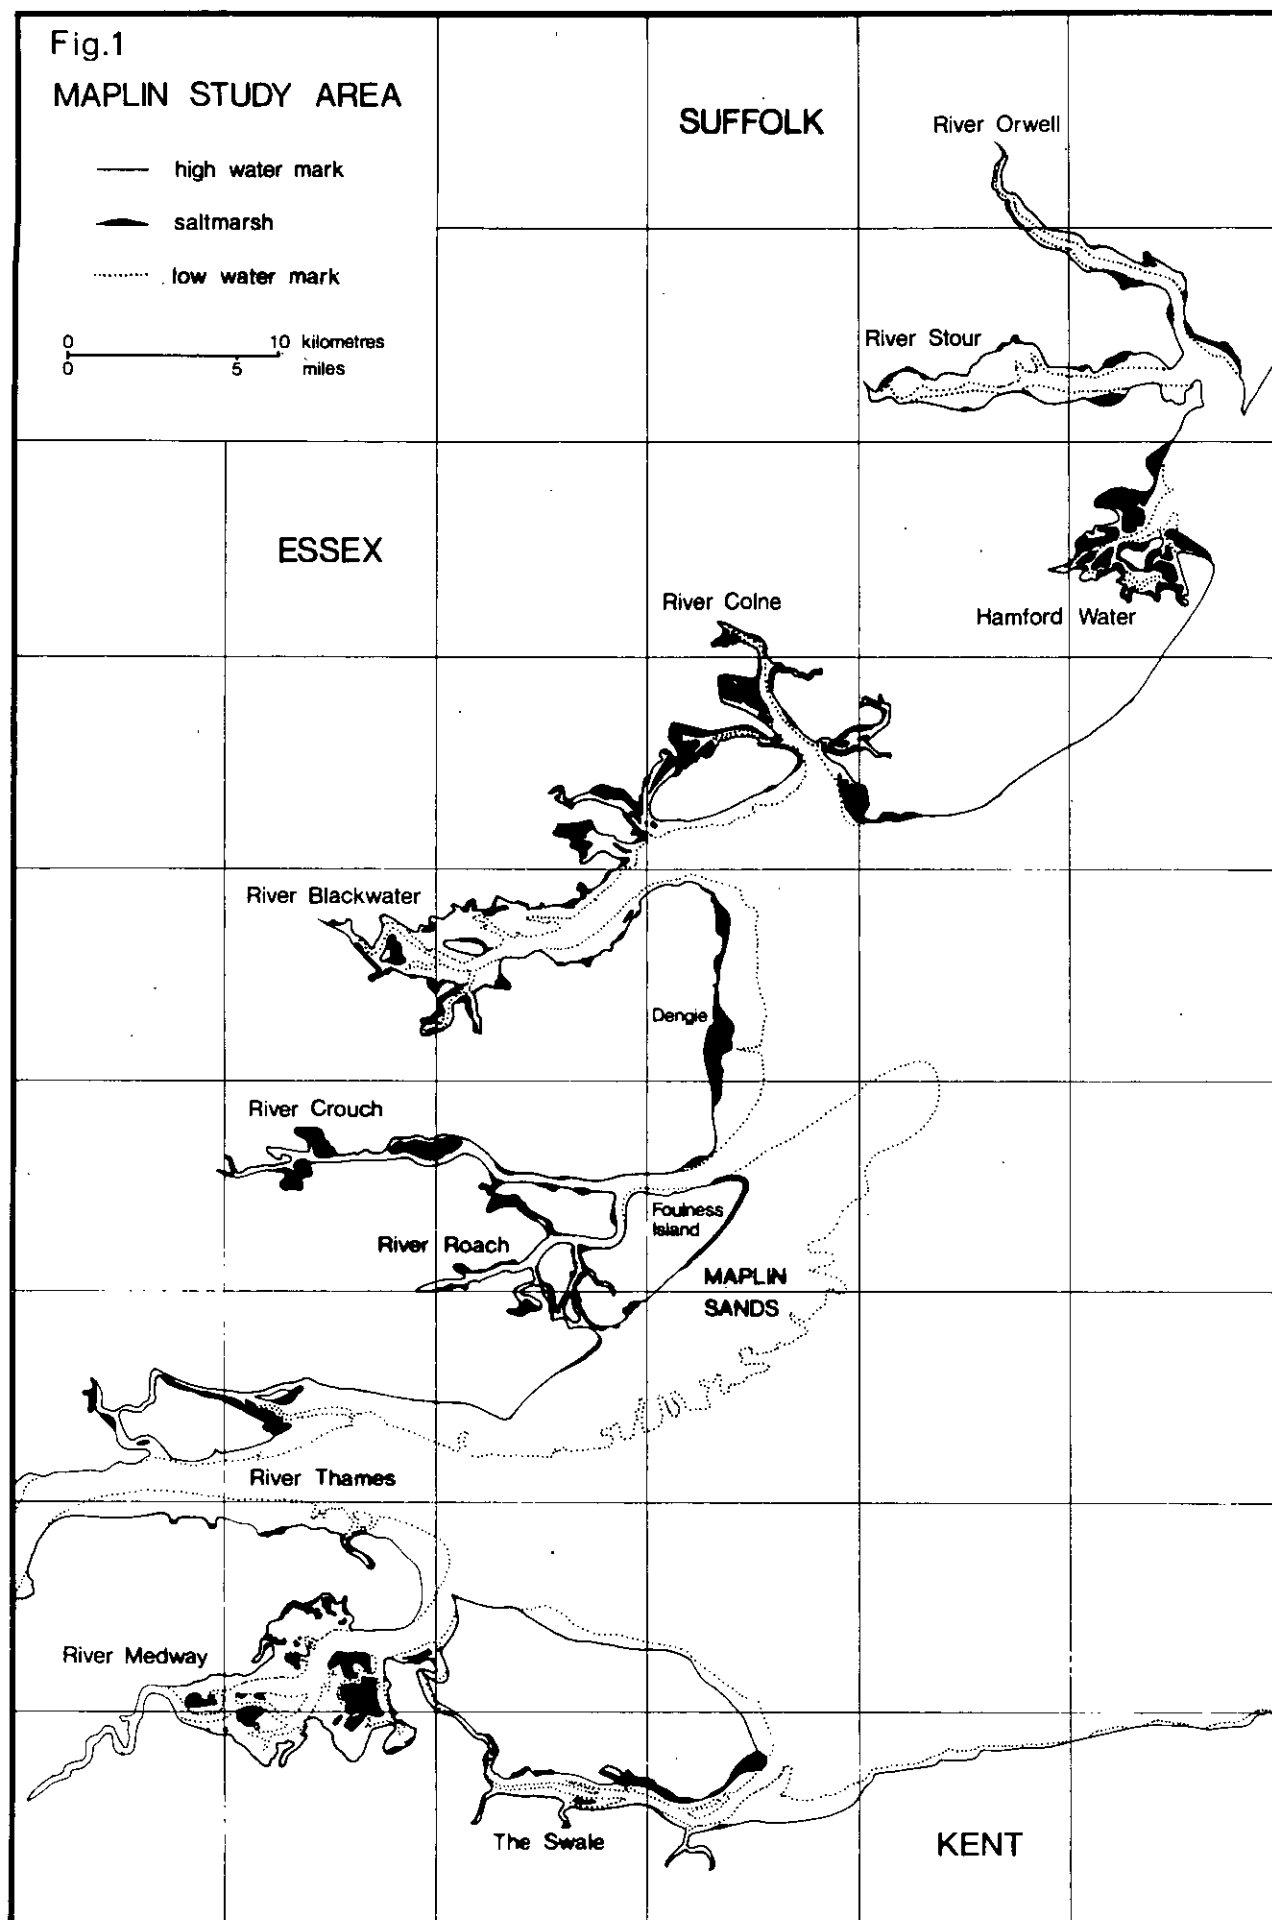 Fig.1
MAPLIN STUDY AREA
high water mark
saltmarsh
low water mark
0 10 kilometres
0 5 miles
SUFFOLK
River Orwell
River Stour
ESSEX
River Colne
Hamford Water
River Blackwater
Dengie
River Crouch
Foulness
Island
River Roach
MAPLIN
SANDS
River Thames
River Medway
The Swale
KENT